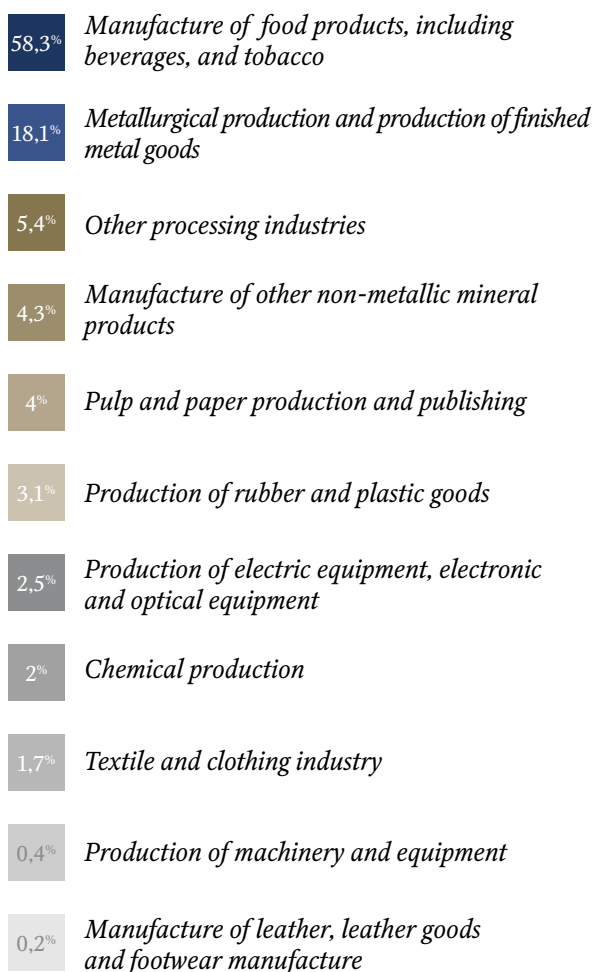 58,3%
Manufacture of food products, including
beverages, and tobacco
18,1%
Metallurgical production and production of finished
metal goods
5,4%
Other processing industries
4,3%
Manufacture of other non-metallic mineral
products
4%
Pulp and paper production and publishing
3,1%
Production of rubber and plastic goods
2,5%
Production of electric equipment, electronic
and optical equipment
2%
Chemical production
1,7%
Textile and clothing industry
0,4%
Production of machinery and equipment
0,2%
Manufacture of leather, leather goods
and footwear manufacture